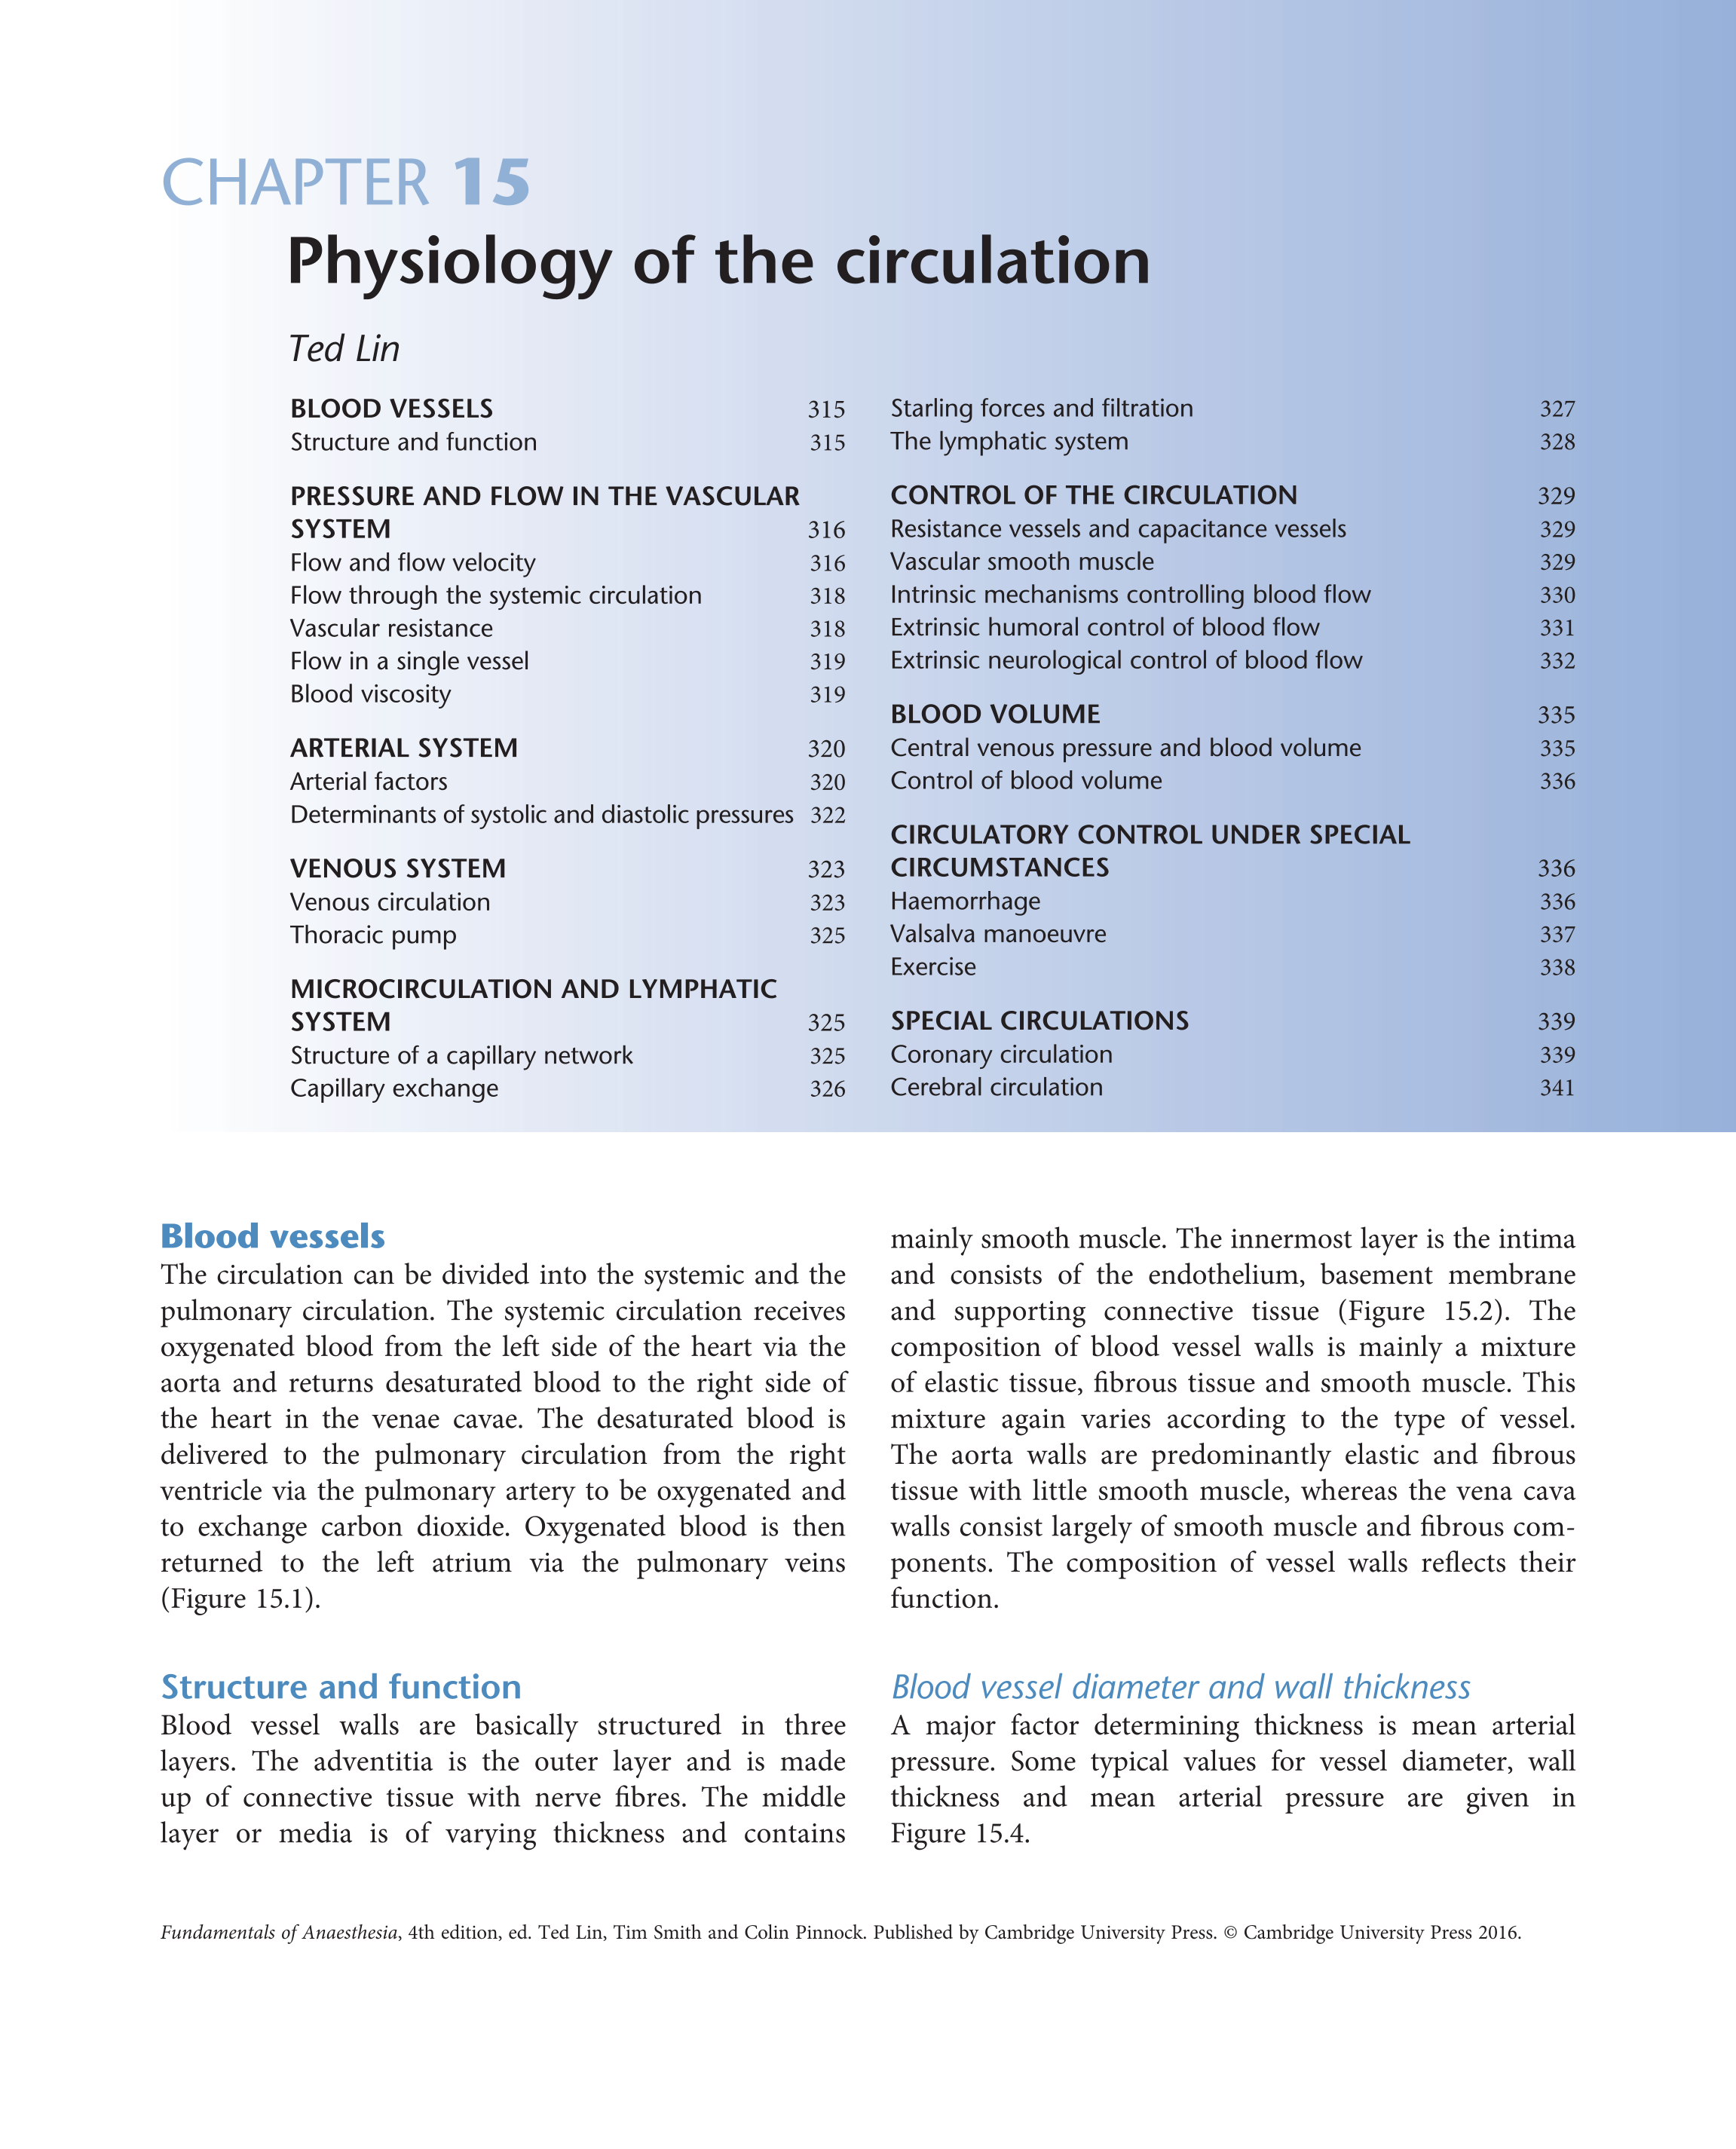 CHAPTER 15
Physiology of the circulation
Ted Lin
BLOOD VESSELS 315
Structure and function 315
PRESSURE AND FLOW IN THE VASCULAR
SYSTEM 316
Flow and flow velocity 316
Flow through the systemic circulation 318
Vascular resistance 318
Flow in a single vessel 319
Blood viscosity 319
ARTERIAL SYSTEM 320
Arterial factors 320
Determinants of systolic and diastolic pressures 322
VENOUS SYSTEM 323
Venous circulation 323
Thoracic pump 325
MICROCIRCULATION AND LYMPHATIC
SYSTEM 325
Structure of a capillary network 325
Capillary exchange 326
Starling forces and filtration 327
The lymphatic system 328
CONTROL OF THE CIRCULATION 329
Resistance vessels and capacitance vessels 329
Vascular smooth muscle 329
Intrinsic mechanisms controlling blood flow 330
Extrinsic humoral control of blood flow 331
Extrinsic neurological control of blood flow 332
BLOOD VOLUME 335
Central venous pressure and blood volume 335
Control of blood volume 336
CIRCULATORY CONTROL UNDER SPECIAL
CIRCUMSTANCES 336
Haemorrhage 336
Valsalva manoeuvre 337
Exercise 338
SPECIAL CIRCULATIONS 339
Coronary circulation 339
Cerebral circulation 341
Blood vessels
The circulation can be divided into the systemic and the
pulmonary circulation. The systemic circulation receives
oxygenated blood from the left side of the heart via the
aorta and returns desaturated blood to the right side of
the heart in the venae cavae. The desaturated blood is
delivered to the pulmonary circulation from the right
ventricle via the pulmonary artery to be oxygenated and
to exchange carbon dioxide. Oxygenated blood is then
returned to the left atrium via the pulmonary veins
(Figure 15.1).
Structure and function
Blood vessel walls are basically structured in three
layers. The adventitia is the outer layer and is made
up of connective tissue with nerve fibres. The middle
layer or media is of varying thickness and contains
mainly smooth muscle. The innermost layer is the intima
and consists of the endothelium, basement membrane
and supporting connective tissue (Figure 15.2). The
composition of blood vessel walls is mainly a mixture
of elastic tissue, fibrous tissue and smooth muscle. This
mixture again varies according to the type of vessel.
The aorta walls are predominantly elastic and fibrous
tissue with little smooth muscle, whereas the vena cava
walls consist largely of smooth muscle and fibrous com-
ponents. The composition of vessel walls reflects their
function.
Blood vessel diameter and wall thickness
A major factor determining thickness is mean arterial
pressure. Some typical values for vessel diameter, wall
thickness and mean arterial pressure are given in
Figure 15.4.
Fundamentals of Anaesthesia, 4th edition, ed. Ted Lin, Tim Smith and Colin Pinnock. Published by Cambridge University Press. © Cambridge University Press 2016.